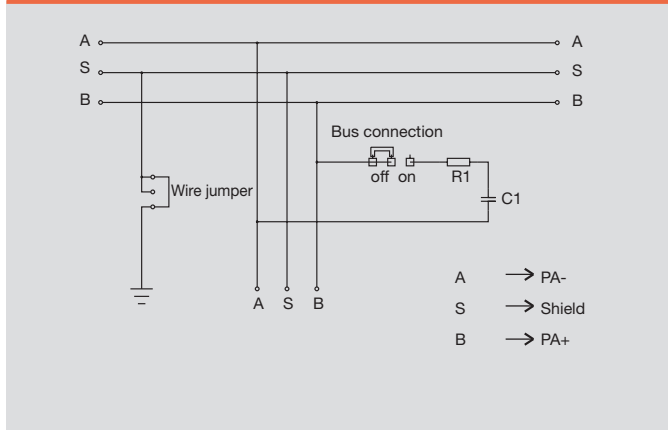 A A
S S
B B
Bus connection
off on R1
Wire jumper
C1
A PA-
A S B
S Shield
B PA+